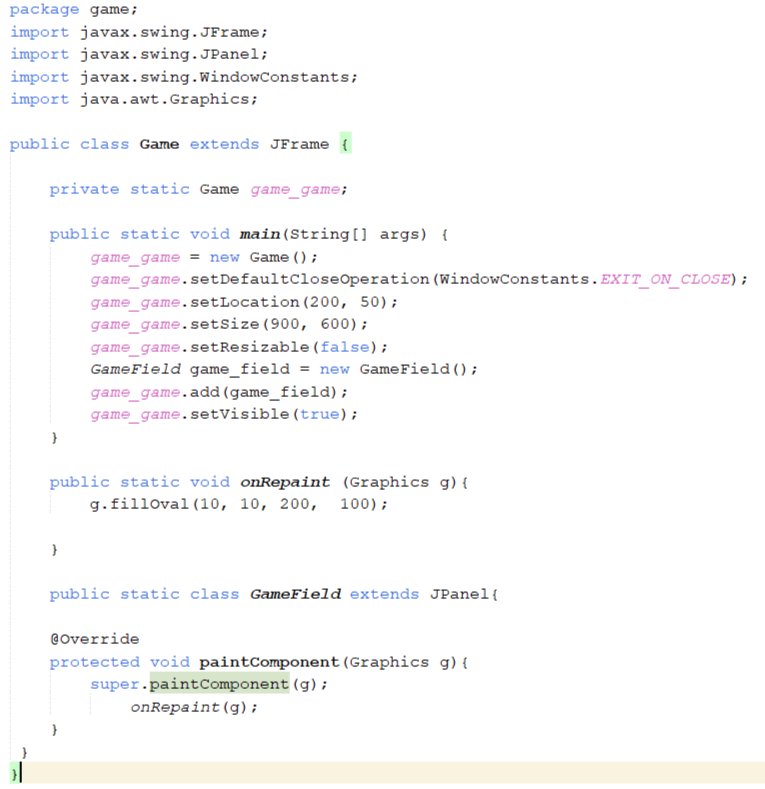 package game;
import javax.swing.JFrame;
import javax.swing.JPanel;
import javax.swing.WindowConstants;
import java.awt.Graphics;
public class Game extends JFrame {
private static Game game_game;
public static void main(String[] args) {
game_game = new Game();
game_game.setDefaultCloseOperation(WindowConstants.EXIT_ON_CLOSE);
game_game.setLocation(200, 50);
game_game.setSize(900, 600);
game_game.setResizable(false);
GameField game_field = new GameField();
game_game.add(game_field);
game_game.setVisible(true);
}
public static void onRepaint (Graphics g){
g.fillOval(10, 10, 200,  100);
}
public static class GameField extends JPanel{
@Override
protected void paintComponent(Graphics g){
super.paintComponent(g);
onRepaint(g);
}
}
}